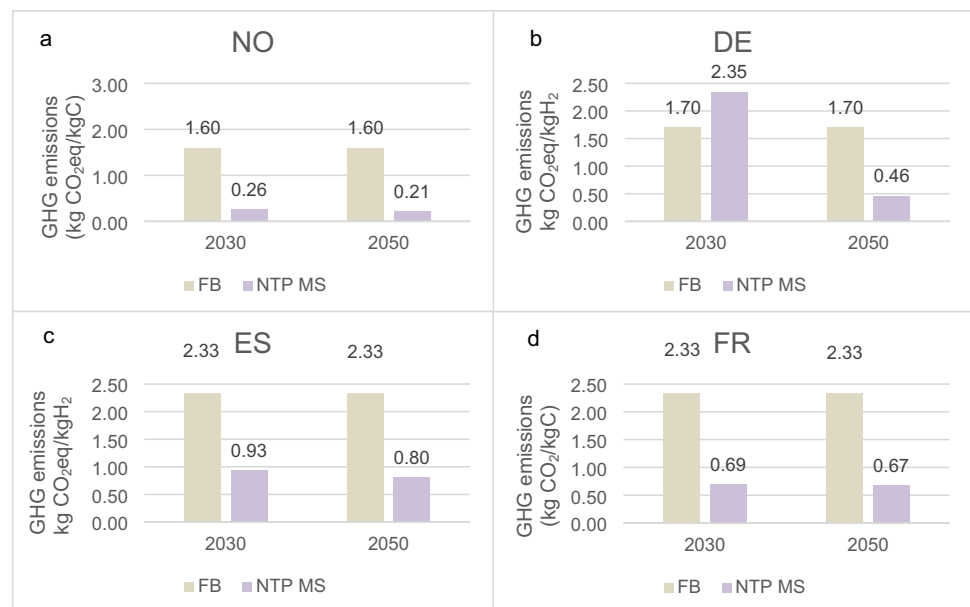 a
NO
GHG emissions
(kg CO₂eq/kgC)
3.00
2.00
1.00
0.00
1.60
0.26
1.60
0.21
2030
2050
FB
NTP MS
b
DE
GHG emissions
kg CO₂eq/kgH₂
2.50
2.00
1.50
1.00
0.50
0.00
1.70
2.35
1.70
0.46
2030
2050
FB
NTP MS
c
ES
GHG emissions
kg CO₂eq/kgH₂
2.50
2.00
1.50
1.00
0.50
0.00
2.33
0.93
2.33
0.80
2030
2050
FB
NTP MS
d
FR
GHG emissions
(kg CO₂/kgC)
2.50
2.00
1.50
1.00
0.50
0.00
2.33
0.69
2.33
0.67
2030
2050
FB
NTP MS